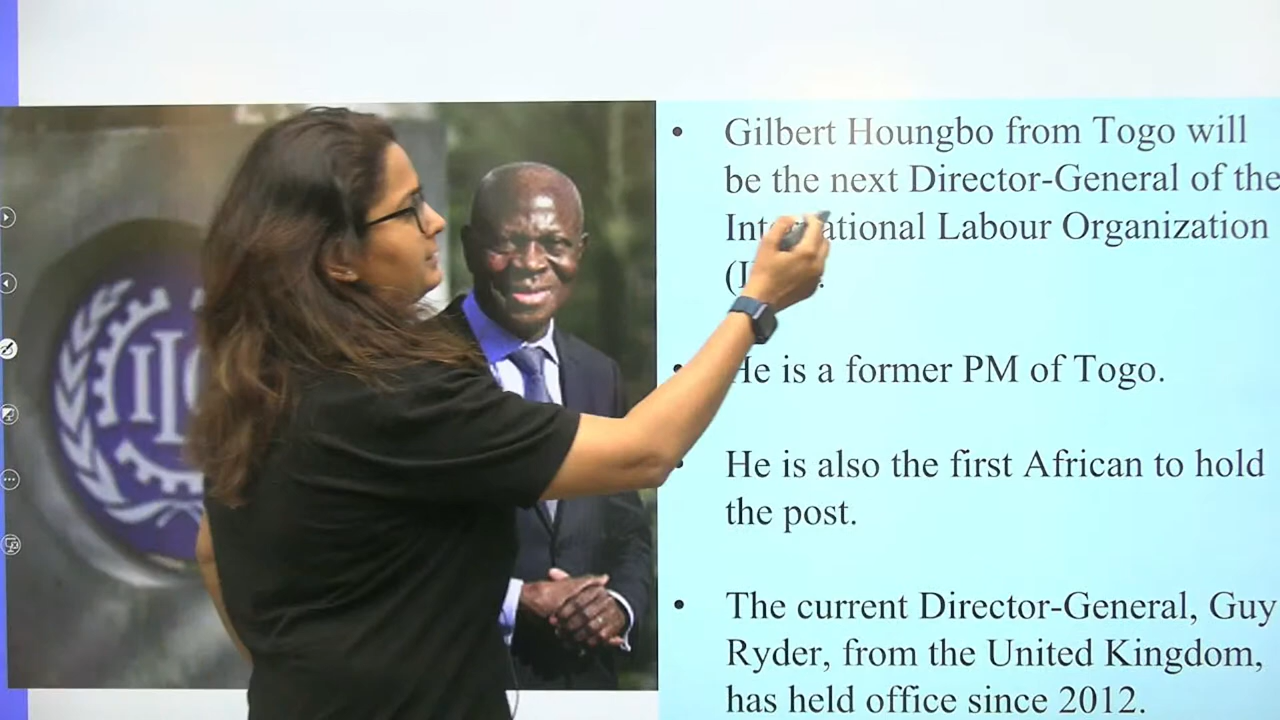 Gilbert Houngbo from Togo will
be the next Director-General of the
International Labour Organization
He is a former PM of Togo.
He is also the first African to hold
the post.
The current Director-General, Guy
Ryder, from the United Kingdom,
has held office since 2012.